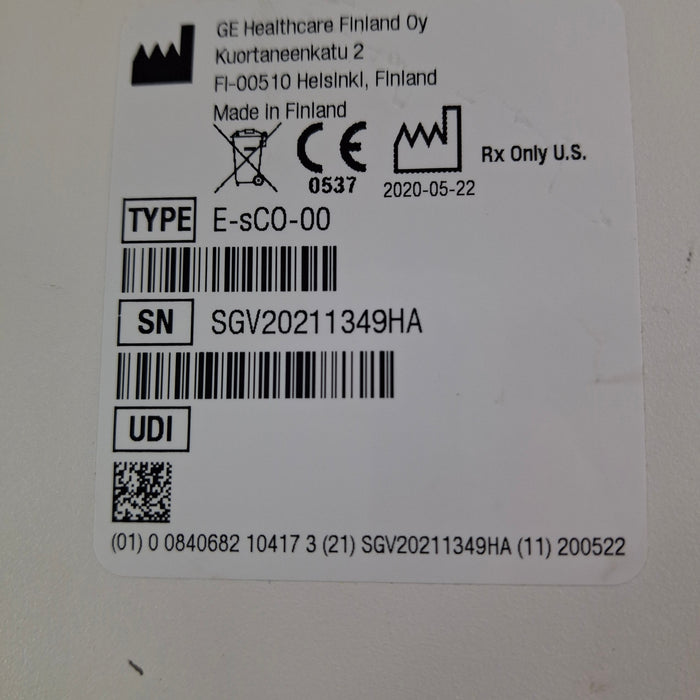 GE Healthcare Finland Oy
Kuortaneenkatu 2
FI-00510 Helsinki, Finland
Made in Finland
CE
0537
2020-05-22
Rx Only U.S.
TYPE E-sCO-00
SN SGV20211349HA
UDI
(01) 0 0840682 10417 3 (21) SGV20211349HA (11) 200522